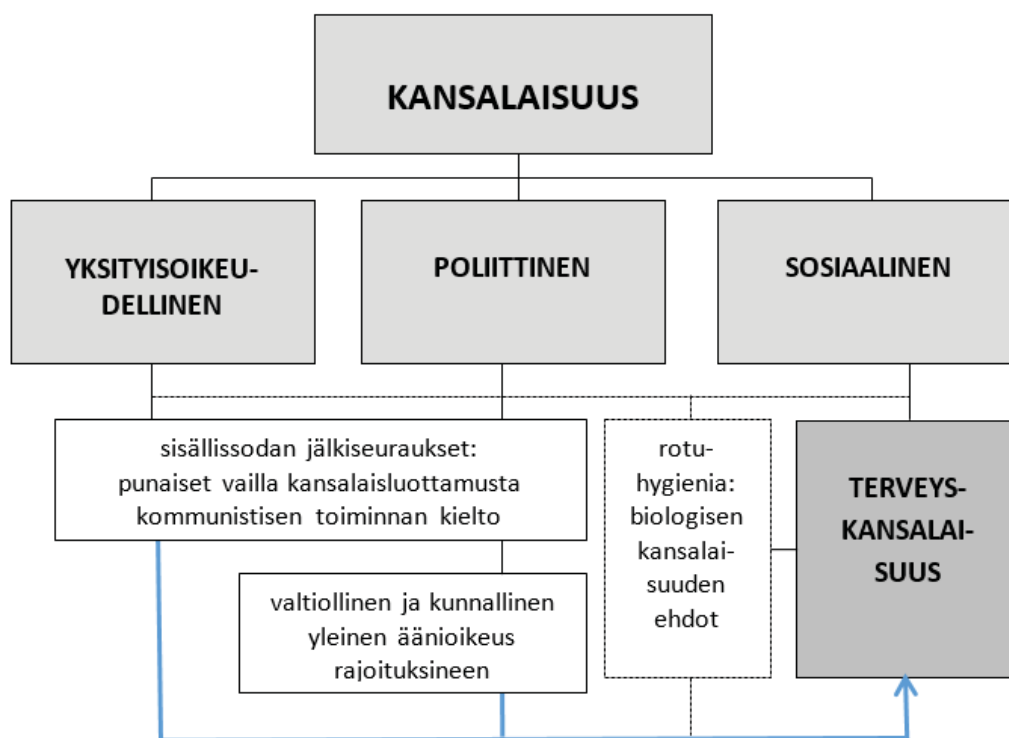 KANSALAISUUS
YKSITYISOIKEU-
DELLINEN
POLIITTINEN
SOSIAALINEN
sisällissodan jälkiseuraukset:
punaiset vailla kansalaisluottamusta
kommunistisen toiminnan kielto
valtiollinen ja kunnallinen
yleinen äänioikeus
rajoituksineen
rotu-
hygienia:
biologisen
kansalai-
suuden
ehdot
TERVEYS-
KANSALAI-
SUUS